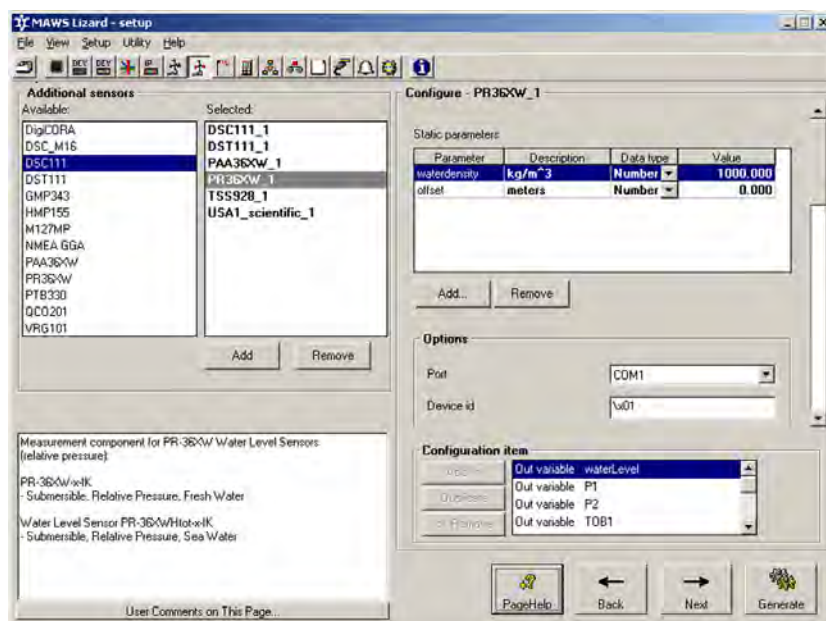 MAWS Lizard - setup
File View Setup Utility Help
Additional sensors
Available:
Selected:
DigiCORA
DSC_M16
DSC111
DST111
GMP343
HMP155
M127MP
NMEA GGA
PAA36XW
PR36XW
PTB330
QCO201
VRG101
DSC111_1
DST111_1
PAA36XW_1
PR36XW_1
TSS928_1
USA1_scientific_1
Add
Remove
Measurement component for PR-36XW Water Level Sensors
(relative pressure):
PR-36XW-x-IK
- Submersible, Relative Pressure, Fresh Water
Water Level Sensor PR-36XWHtot-x-IK
- Submersible, Relative Pressure, Sea Water
User Comments on This Page...
Configure - PR36XW_1
Static parameters
Parameter Description Data type Value
waterdensity kg/m^3 Number 1000.000
offset meters Number 0.000
Add... Remove
Options
Port COM1
Device id \x01
Configuration item
Duplicate
Remove
Out variable waterLevel
Out variable P1
Out variable P2
Out variable TOB1
PageHelp
Back
Next
Generate